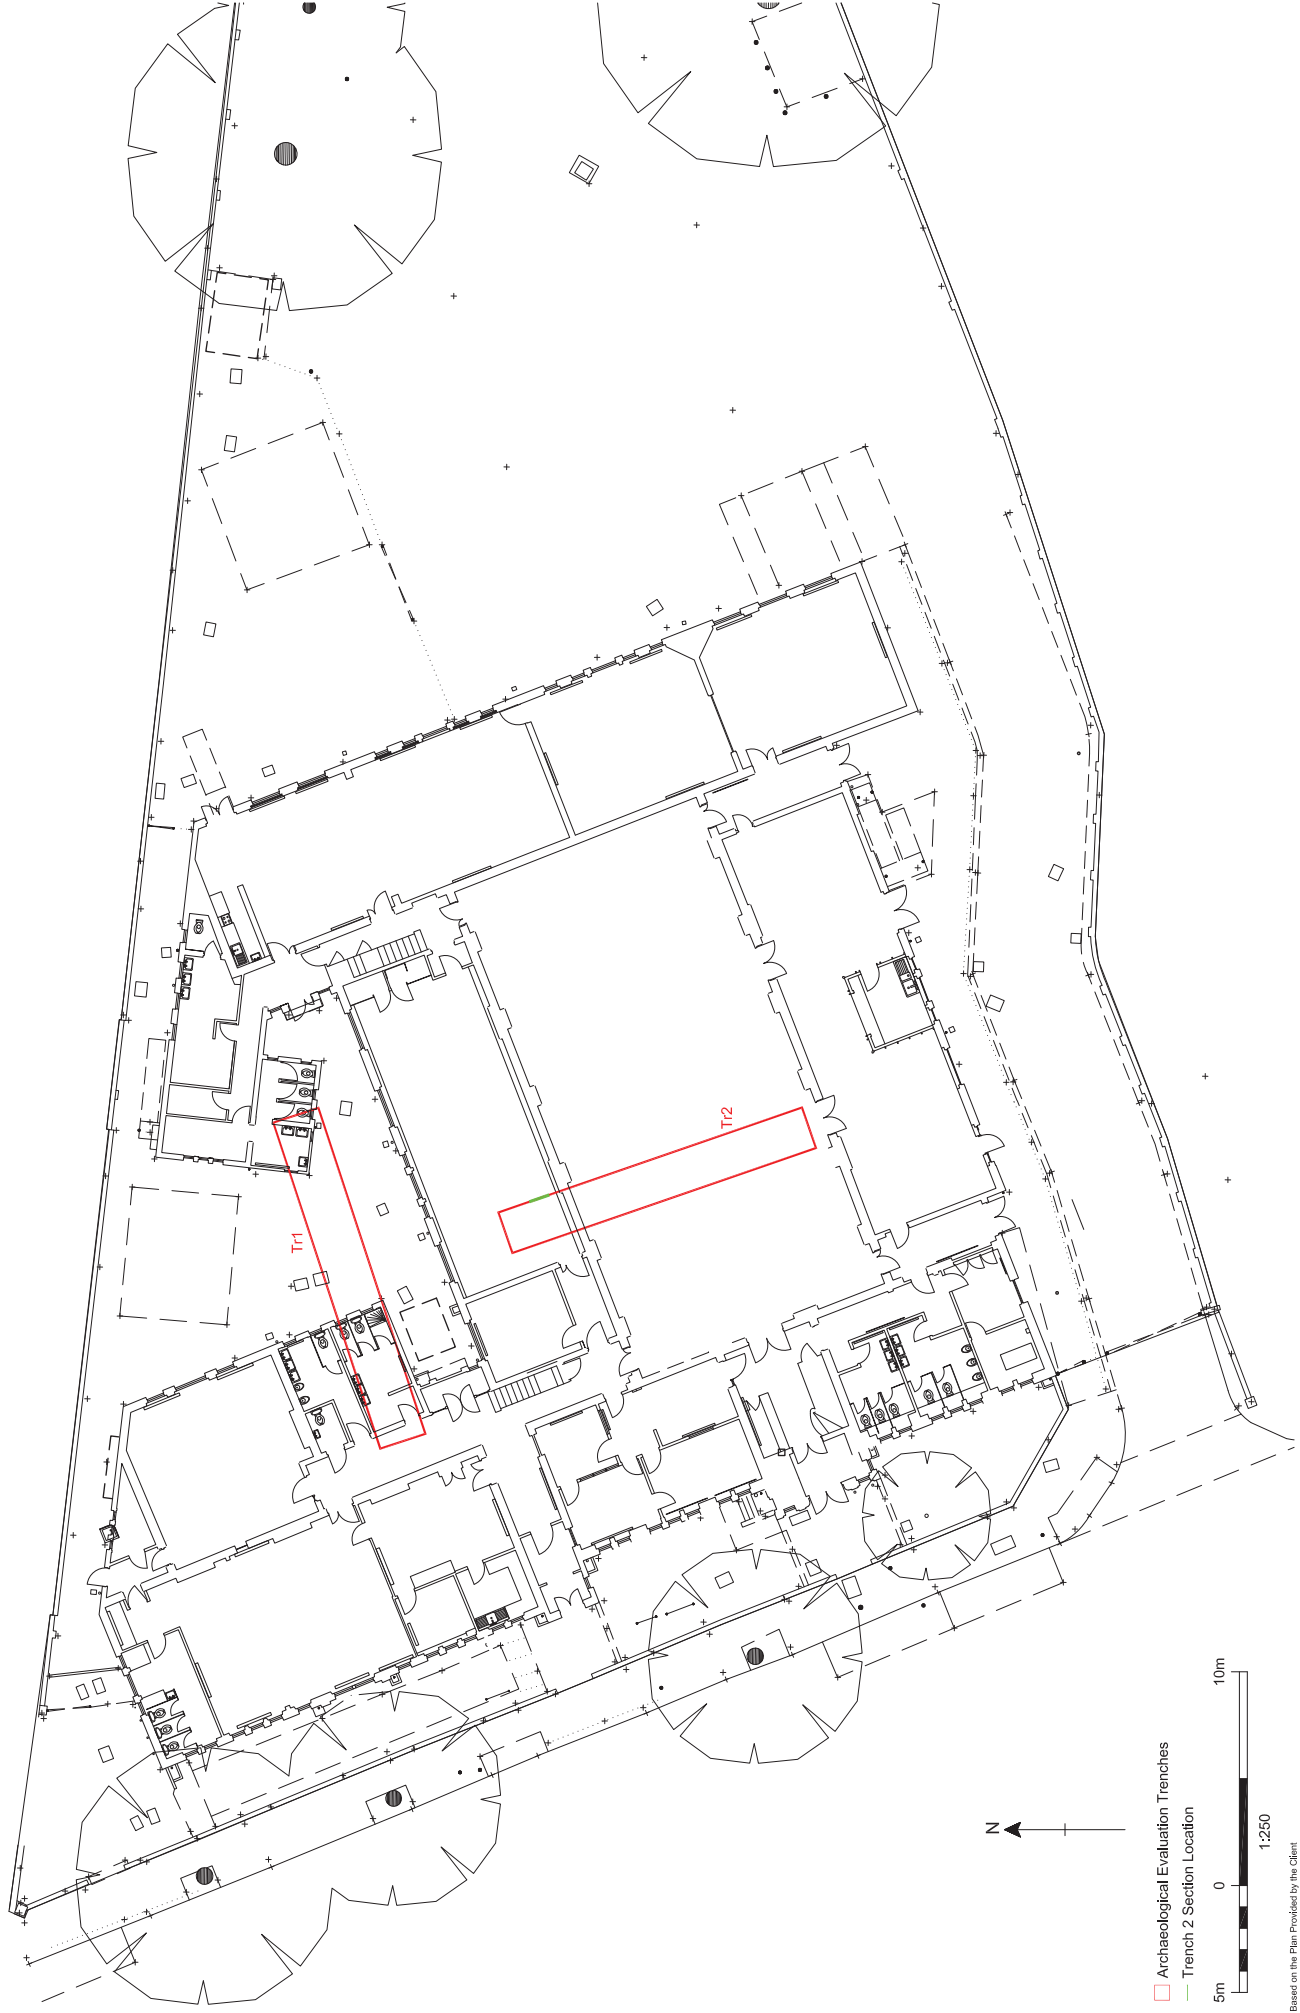 Tr1
Tr2
N
Archaeological Evaluation Trenches
Trench 2 Section Location
5m 0 10m
1:250
Based on the Plan Provided by the Client